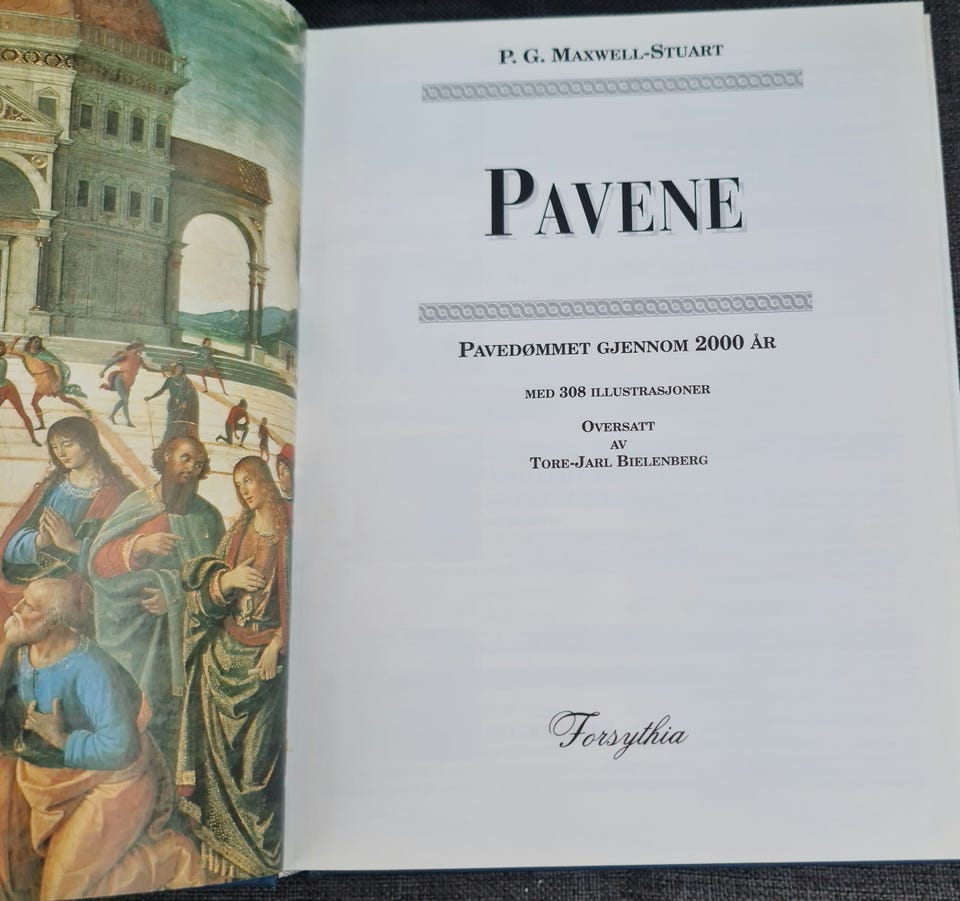 P. G. Maxwell-Stuart
Pavene
Pavedømmet gjennom 2000 år
med 308 illustrasjoner
Oversatt
av
Tore-Jarl Bielenberg
Forsythia